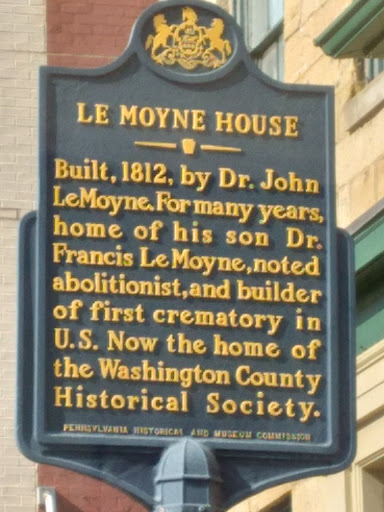 LE MOYNE HOUSE
Built, 1812, by Dr. John
LeMoyne. For many years,
home of his son Dr.
Francis LeMoyne, noted
abolitionist, and builder
of first crematory in
U.S. Now the home of
the Washington County
Historical Society.
PENNSYLVANIA HISTORICAL AND MUSEUM COMMISSION